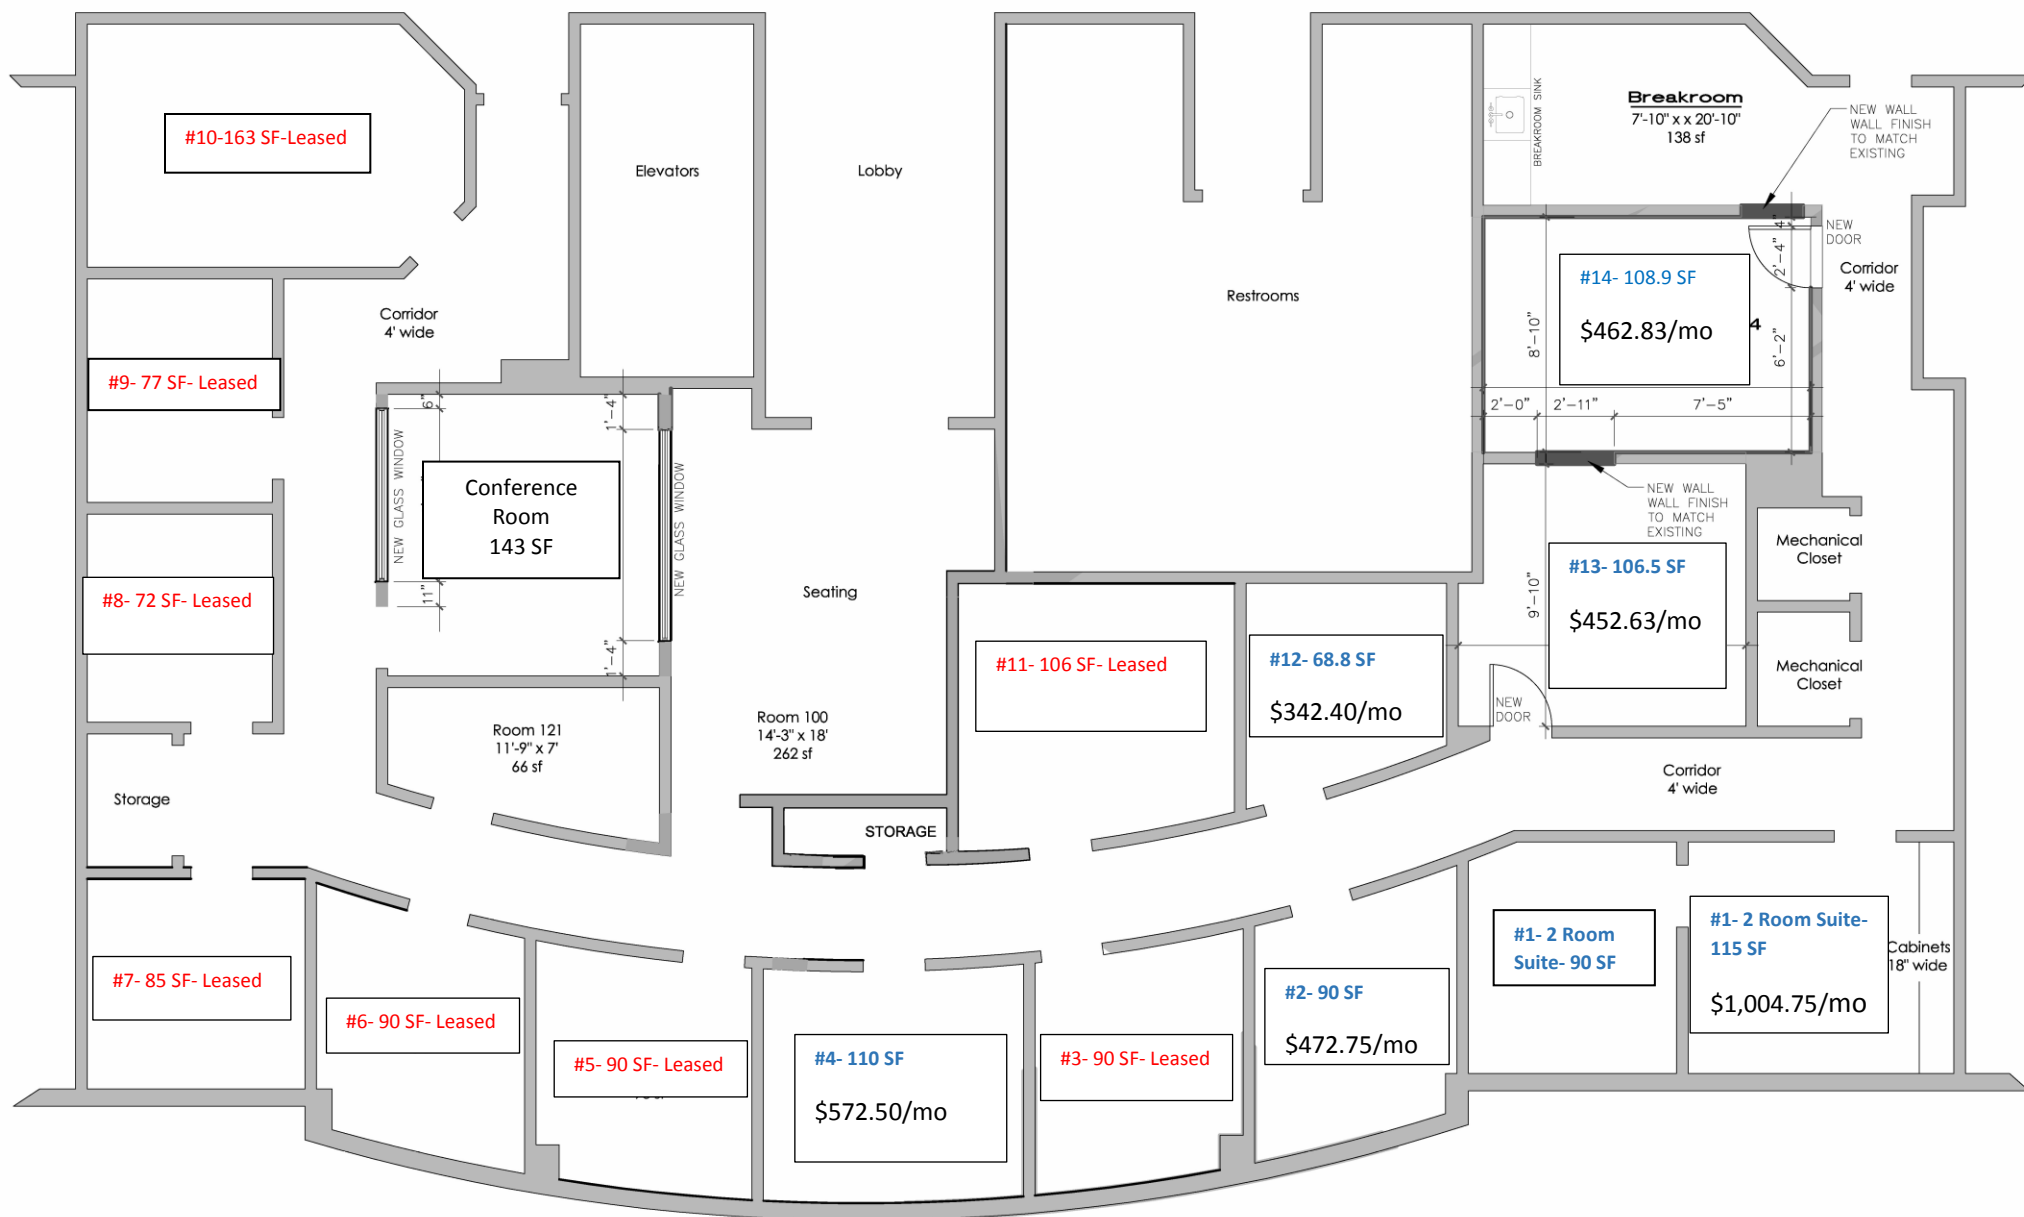 #10-163 SF-Leased
Elevators
Lobby
BREAKROOM SINK
Breakroom
7'-10" x x 20'-10"
138 sf
NEW WALL
WALL FINISH
TO MATCH
EXISTING
Restrooms
4"
NEW
DOOR
2'-4"
Corridor
4' wide
#14- 108.9 SF
$462.83/mo
4
8'-10"
6'-2"
2'-0"
2'-11"
7'-5"
Corridor
4' wide
#9- 77 SF- Leased
6"
1'-4"
NEW GLASS WINDOW
Conference
Room
143 SF
NEW GLASS WINDOW
11"
1'-4"
NEW WALL
WALL FINISH
TO MATCH
EXISTING
Mechanical
Closet
#8- 72 SF- Leased
Seating
#13- 106.5 SF
$452.63/mo
9'-10"
#11- 106 SF- Leased
#12- 68.8 SF
$342.40/mo
Mechanical
Closet
NEW
DOOR
Room 121
11'-9" x 7'
66 sf
Room 100
14'-3" x 18'
262 sf
Corridor
4' wide
Storage
STORAGE
#7- 85 SF- Leased
#6- 90 SF- Leased
#5- 90 SF- Leased
#4- 110 SF
$572.50/mo
#3- 90 SF- Leased
#2- 90 SF
$472.75/mo
#1- 2 Room
Suite- 90 SF
#1- 2 Room Suite-
115 SF
$1,004.75/mo
Cabinets
18" wide